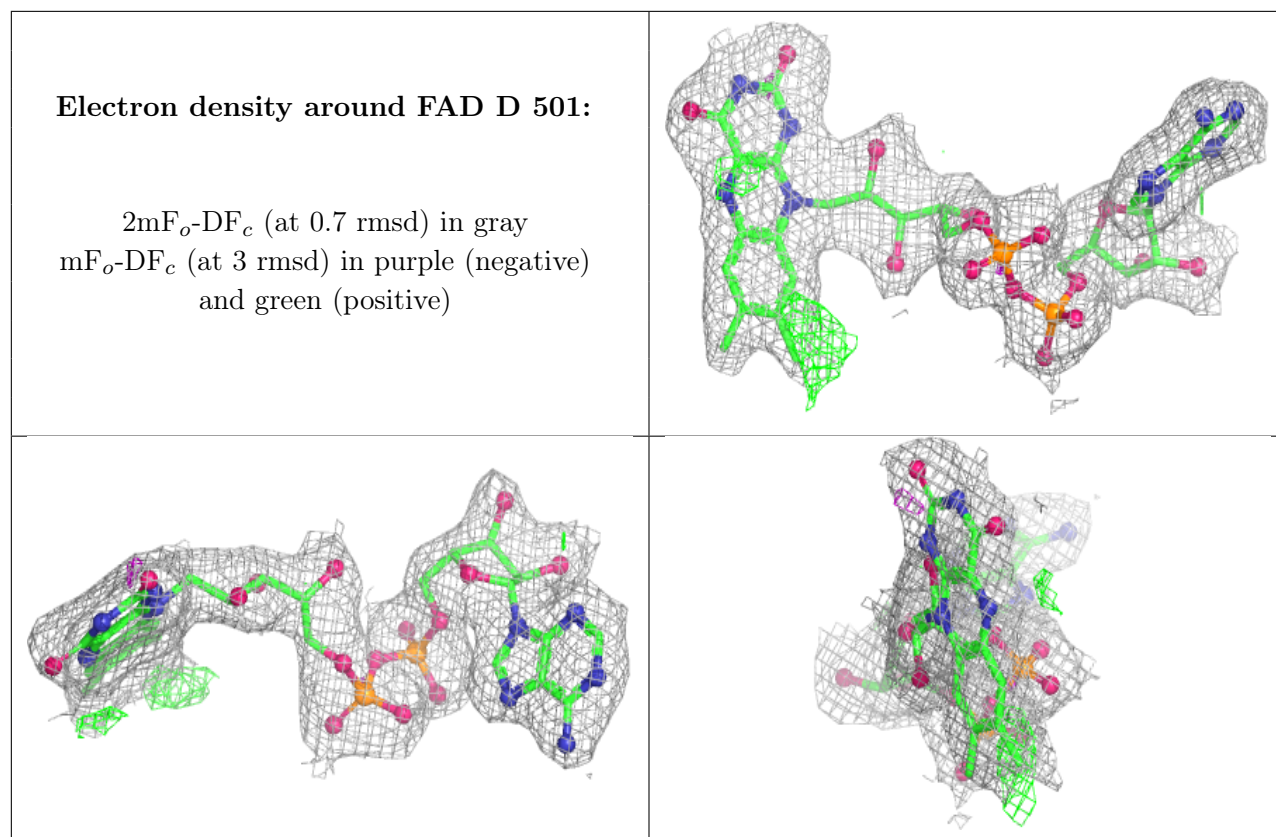 Electron density around FAD D 501:
2mFo-DFc (at 0.7 rmsd) in gray
mFo-DFc (at 3 rmsd) in purple (negative)
and green (positive)